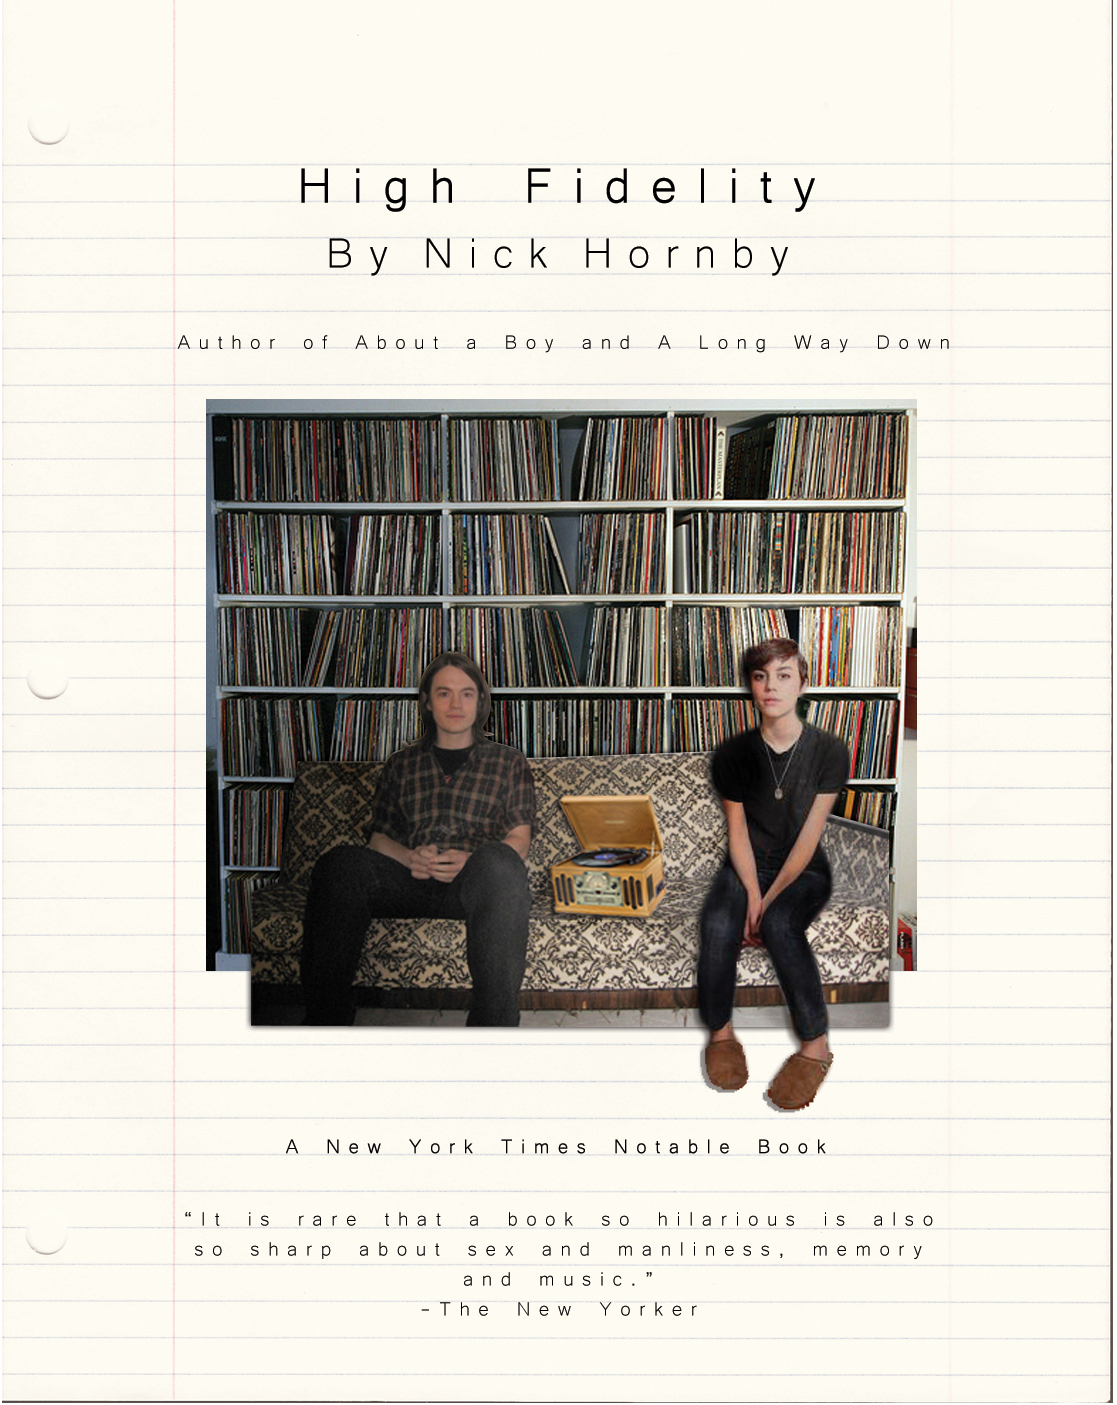 High Fidelity
By Nick Hornby
Author of About a Boy and A Long Way Down
A New York Times Notable Book
“It is rare that a book so hilarious is also
so sharp about sex and manliness, memory
and music.”
-The New Yorker